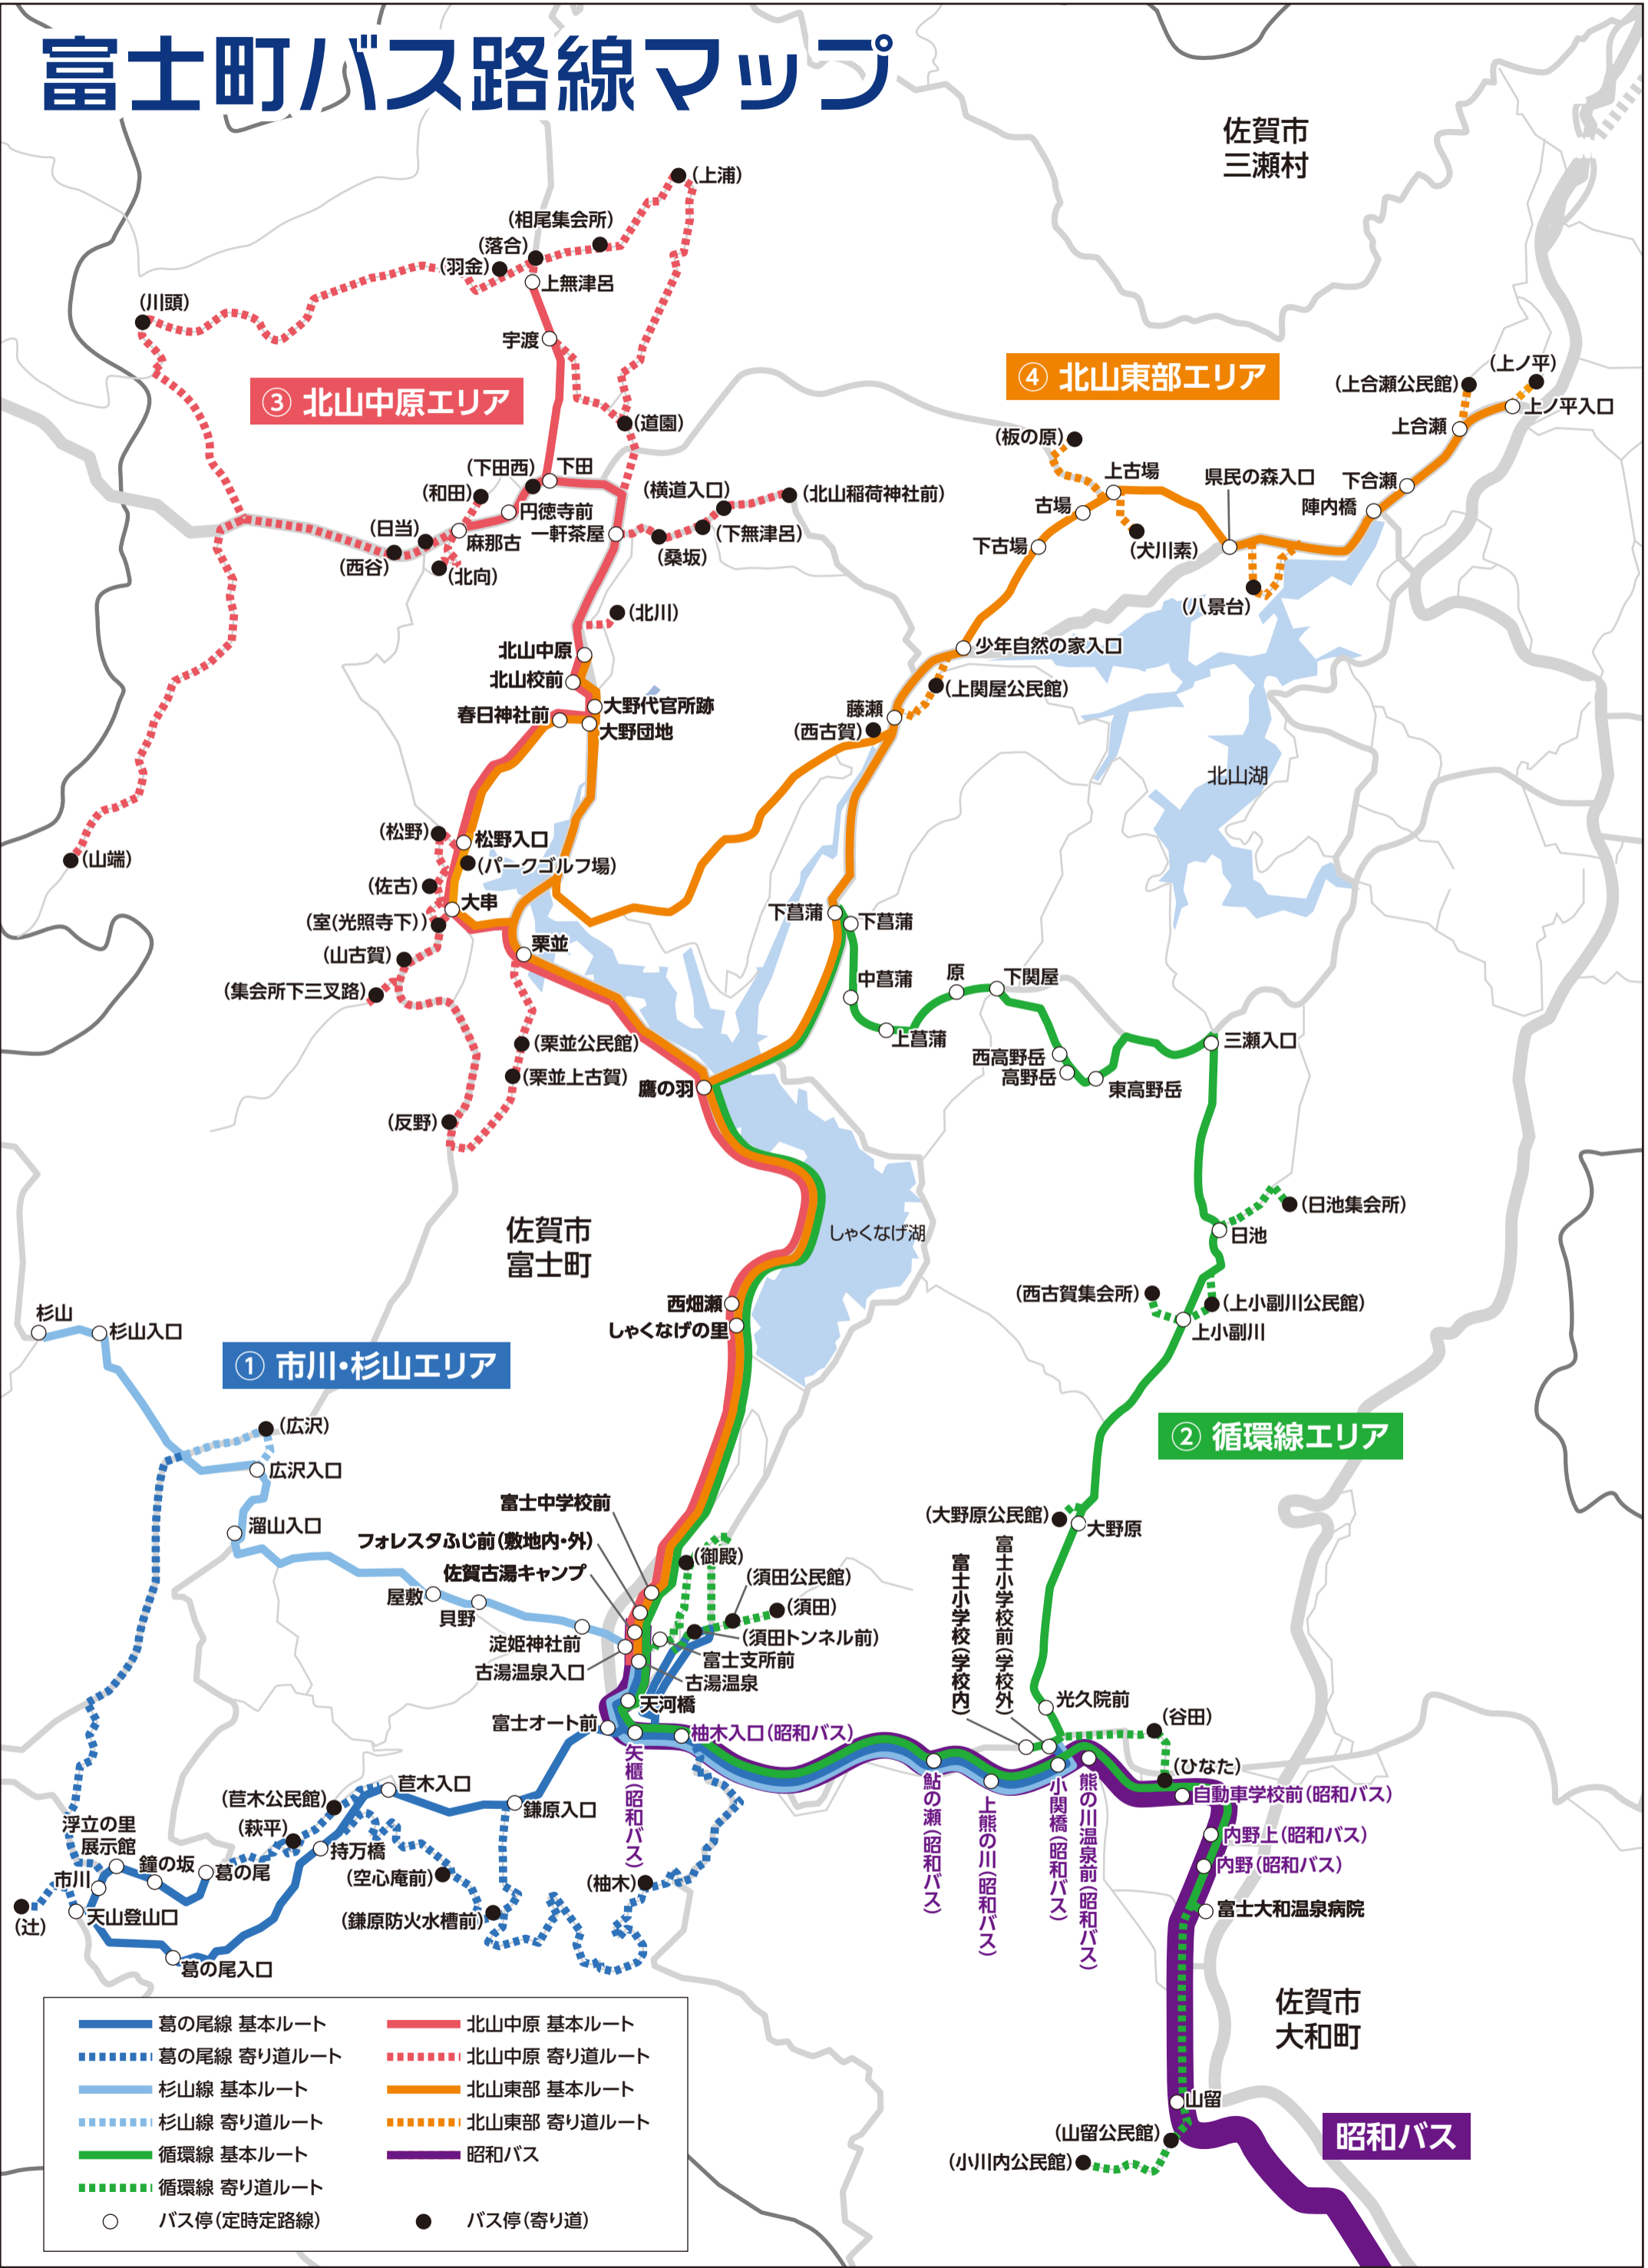 富士町バス路線マップ
佐賀市
三瀬村
(上浦)
(相尾集会所)
(落合)
(羽金)
上無津呂
(川頭)
宇渡
③ 北山中原エリア
(道園)
④ 北山東部エリア
(上ノ平)
(上合瀬公民館)
上ノ平入口
上合瀬
(板の原)
上古場
県民の森入口
下合瀬
陣内橋
古場
(犬川素)
下古場
(八景台)
(下田西)
下田
(和田)
円徳寺前
(横道入口)
(北山稲荷神社前)
一軒茶屋
(下無津呂)
(桑坂)
(日当)
麻那古
(西谷)
(北向)
(北川)
北山中原
北山校前
大野代官所跡
春日神社前
大野団地
少年自然の家入口
(上関屋公民館)
藤瀬
(西古賀)
北山湖
(松野)
松野入口
(パークゴルフ場)
(山端)
(佐古)
大串
(室(光照寺下))
栗並
(山古賀)
(集会所下三叉路)
(栗並公民館)
(栗並上古賀)
(反野)
下菖蒲
下菖蒲
中菖蒲
原
下関屋
上菖蒲
西高野岳
高野岳
東高野岳
三瀬入口
鷹の羽
佐賀市
富士町
しゃくなげ湖
(日池集会所)
日池
(西古賀集会所)
(上小副川公民館)
上小副川
西畑瀬
しゃくなげの里
杉山
杉山入口
① 市川・杉山エリア
② 循環線エリア
(広沢)
広沢入口
溜山入口
富士中学校前
フォレスタふじ前(敷地内・外)
佐賀古湯キャンプ
(御殿)
(須田公民館)
(須田)
(須田トンネル前)
富士支所前
古湯温泉
屋敷
貝野
淀姫神社前
古湯温泉入口
天河橋
富士オート前
(大野原公民館)
大野原
富士小学校(学校内)
富士小学校前(学校外)
光久院前
(谷田)
(ひなた)
柚木入口(昭和バス)
矢櫃(昭和バス)
鮎の瀬(昭和バス)
上熊の川(昭和バス)
小関橋(昭和バス)
熊の川温泉前(昭和バス)
自動車学校前(昭和バス)
内野上(昭和バス)
内野(昭和バス)
富士大和温泉病院
苣木入口
(苣木公民館)
(萩平)
鎌原入口
持万橋
浮立の里
展示館
鐘の坂
市川
葛の尾
(空心庵前)
(柚木)
(鎌原防火水槽前)
(辻)
天山登山口
葛の尾入口
佐賀市
大和町
山留
(山留公民館)
(小川内公民館)
昭和バス
葛の尾線 基本ルート
葛の尾線 寄り道ルート
杉山線 基本ルート
杉山線 寄り道ルート
循環線 基本ルート
循環線 寄り道ルート
バス停(定時定路線)
北山中原 基本ルート
北山中原 寄り道ルート
北山東部 基本ルート
北山東部 寄り道ルート
昭和バス
バス停(寄り道)